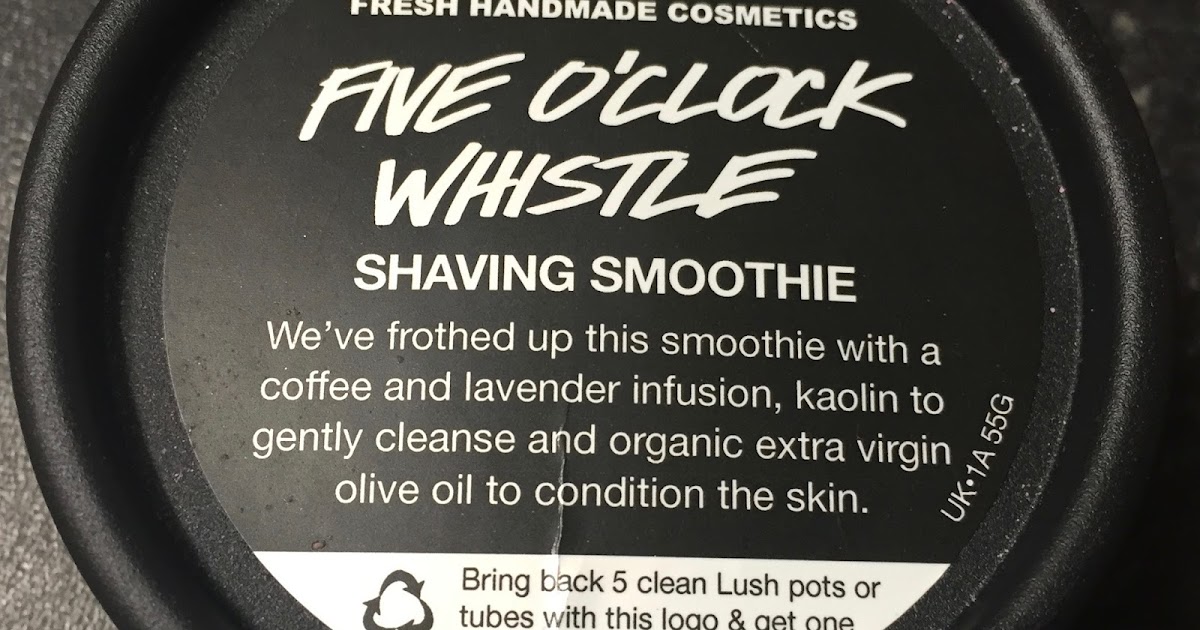 FRESH HANDMADE COSMETICS
FIVE O'CLOCK
WHISTLE
SHAVING SMOOTHIE
We've frothed up this smoothie with a
coffee and lavender infusion, kaolin to
gently cleanse and organic extra virgin
olive oil to condition the skin.
UK•1A 55G
Bring back 5 clean Lush pots or
tubes with this logo & get one